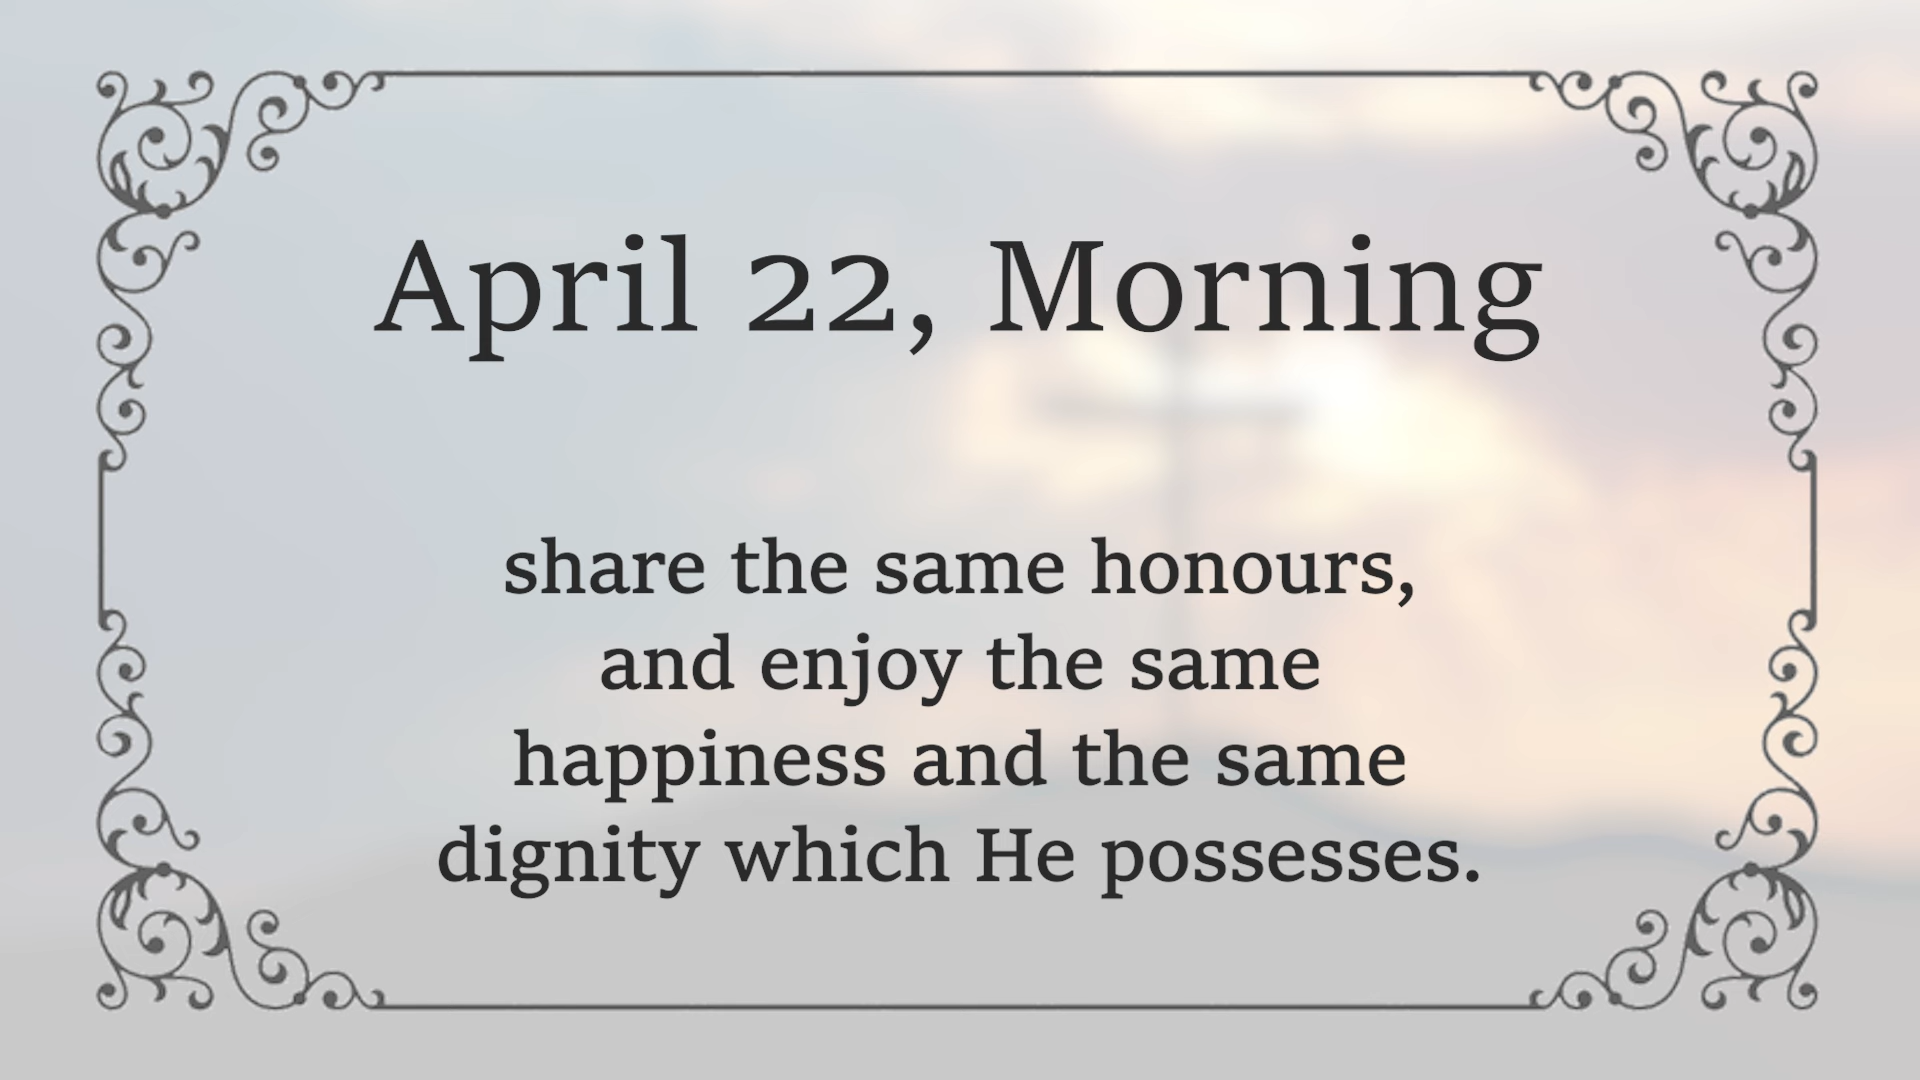 April 22, Morning
share the same honours,
and enjoy the same
happiness and the same
dignity which He possesses.